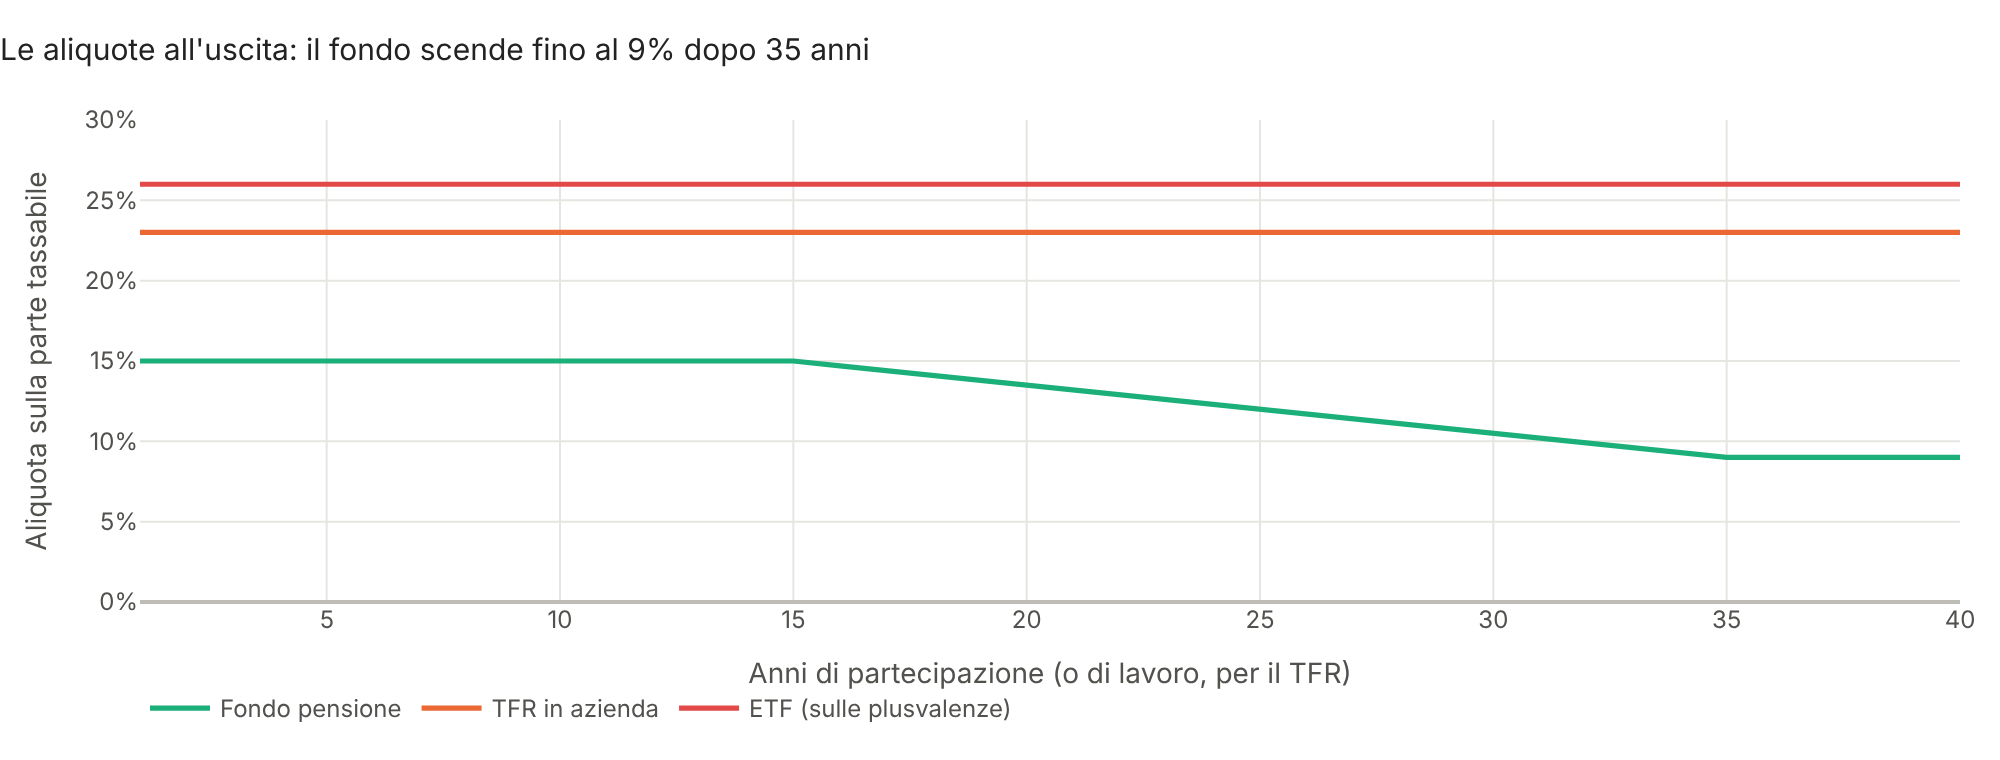 Le aliquote all'uscita: il fondo scende fino al 9% dopo 35 anni
30%
25%
20%
15%
10%
5%
0%
Aliquota sulla parte tassabile
5 10 15 20 25 30 35 40
Anni di partecipazione (o di lavoro, per il TFR)
Fondo pensione TFR in azienda ETF (sulle plusvalenze)